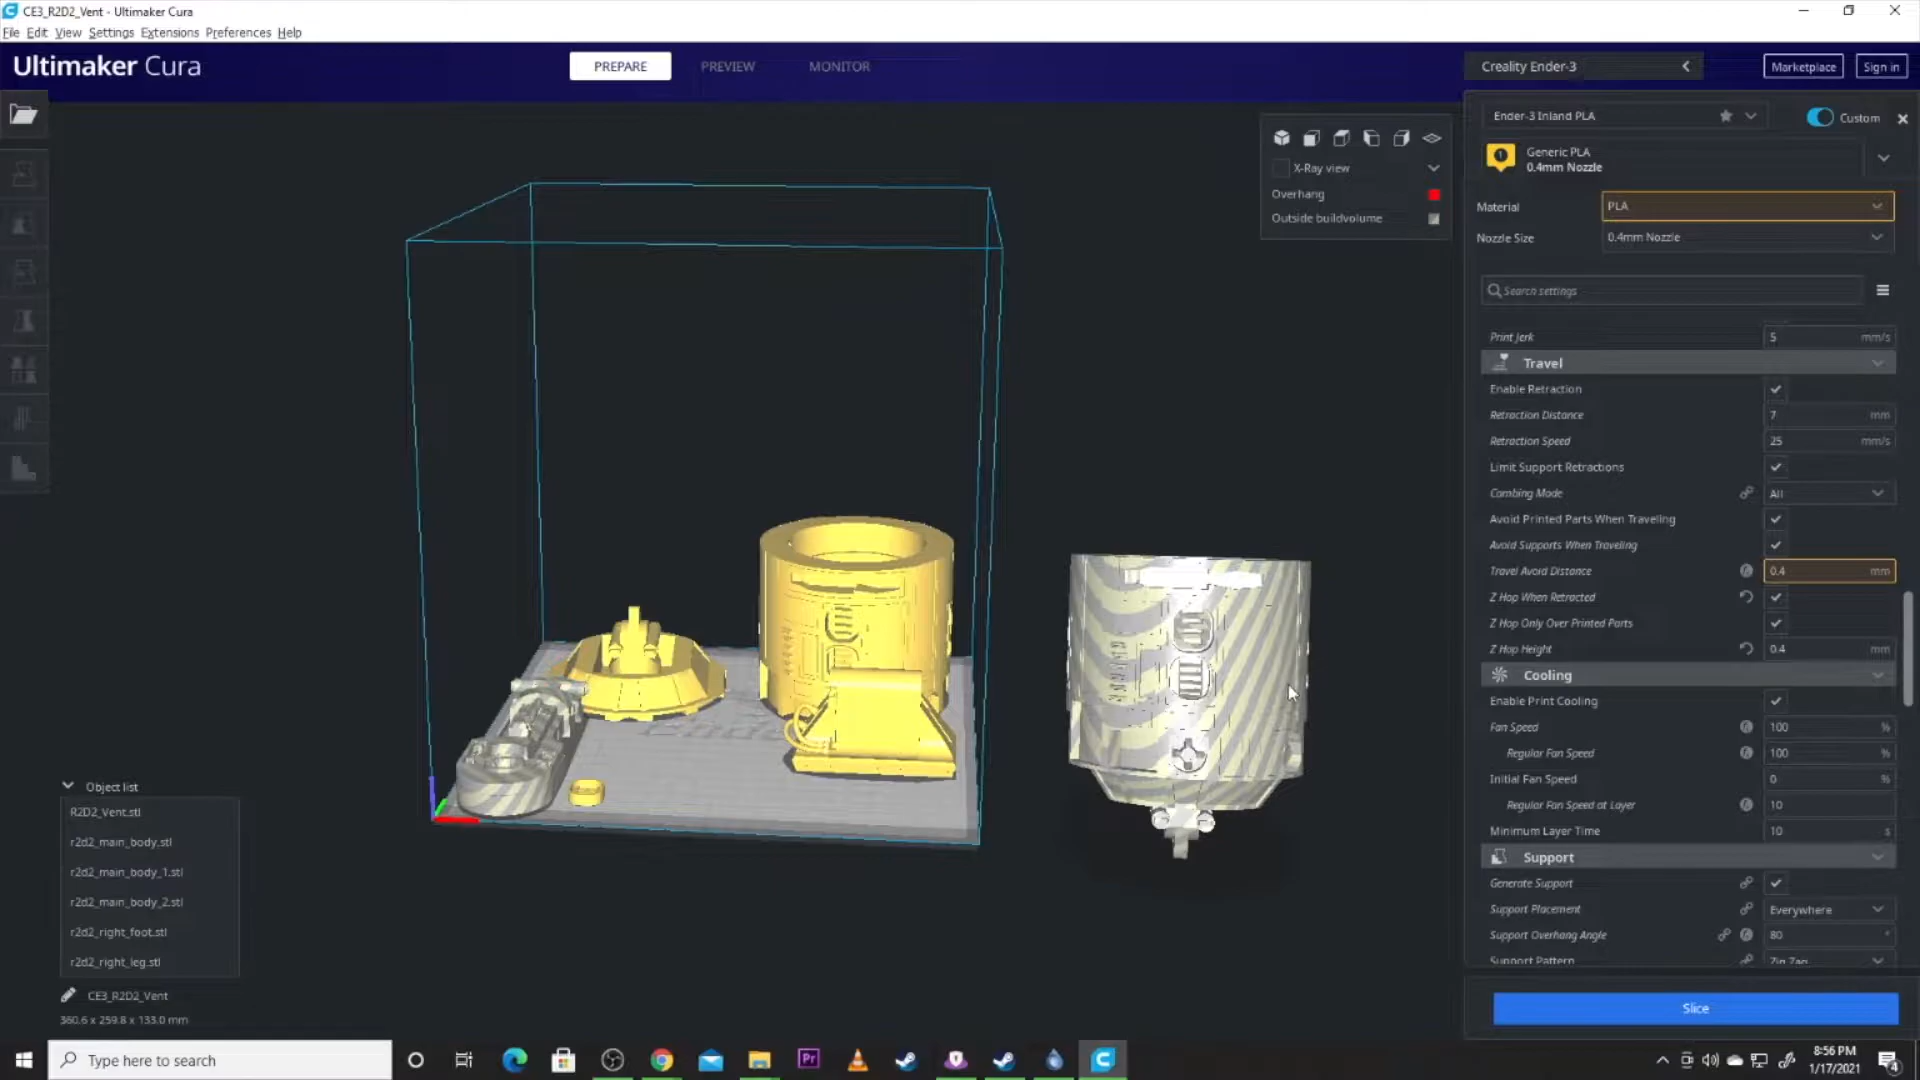 CE3_R2D2_Vent - Ultimaker Cura
File Edit View Settings Extensions Preferences Help
Ultimaker Cura
PREPARE PREVIEW MONITOR
Creality Ender-3
Marketplace Sign in
Ender-3 Inland PLA
Custom
Generic PLA
0.4mm Nozzle
X-Ray view
Overhang
Outside buildvolume
Material PLA
Nozzle Size 0.4mm Nozzle
Search settings
Print Jerk 5 mm/s
Travel
Enable Retraction
Retraction Distance 7 mm
Retraction Speed 25 mm/s
Limit Support Retractions
Combing Mode All
Avoid Printed Parts When Traveling
Avoid Supports When Traveling
Travel Avoid Distance 0.4 mm
Z Hop When Retracted
Z Hop Only Over Printed Parts
Z Hop Height 0.4 mm
Cooling
Enable Print Cooling
Fan Speed 100 %
Regular Fan Speed 100 %
Initial Fan Speed 0 %
Regular Fan Speed at Layer 10
Minimum Layer Time 10 s
Support
Generate Support
Support Placement Everywhere
Support Overhang Angle 80 °
Support Pattern Zig Zag
Slice
Object list
R2D2_Vent.stl
r2d2_main_body.stl
r2d2_main_body_1.stl
r2d2_main_body_2.stl
r2d2_right_foot.stl
r2d2_right_leg.stl
CE3_R2D2_Vent
360.6 x 259.8 x 133.0 mm
Type here to search
Pr
8:56 PM
1/17/2021
4